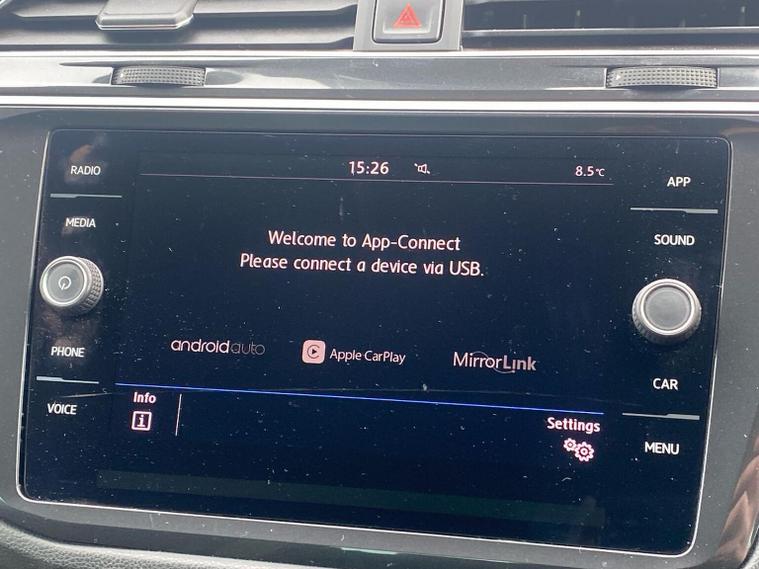 RADIO
MEDIA
PHONE
VOICE
15:26
8.5°C
Welcome to App-Connect
Please connect a device via USB.
androidauto
Apple CarPlay
MirrorLink
Info
Settings
APP
SOUND
CAR
MENU